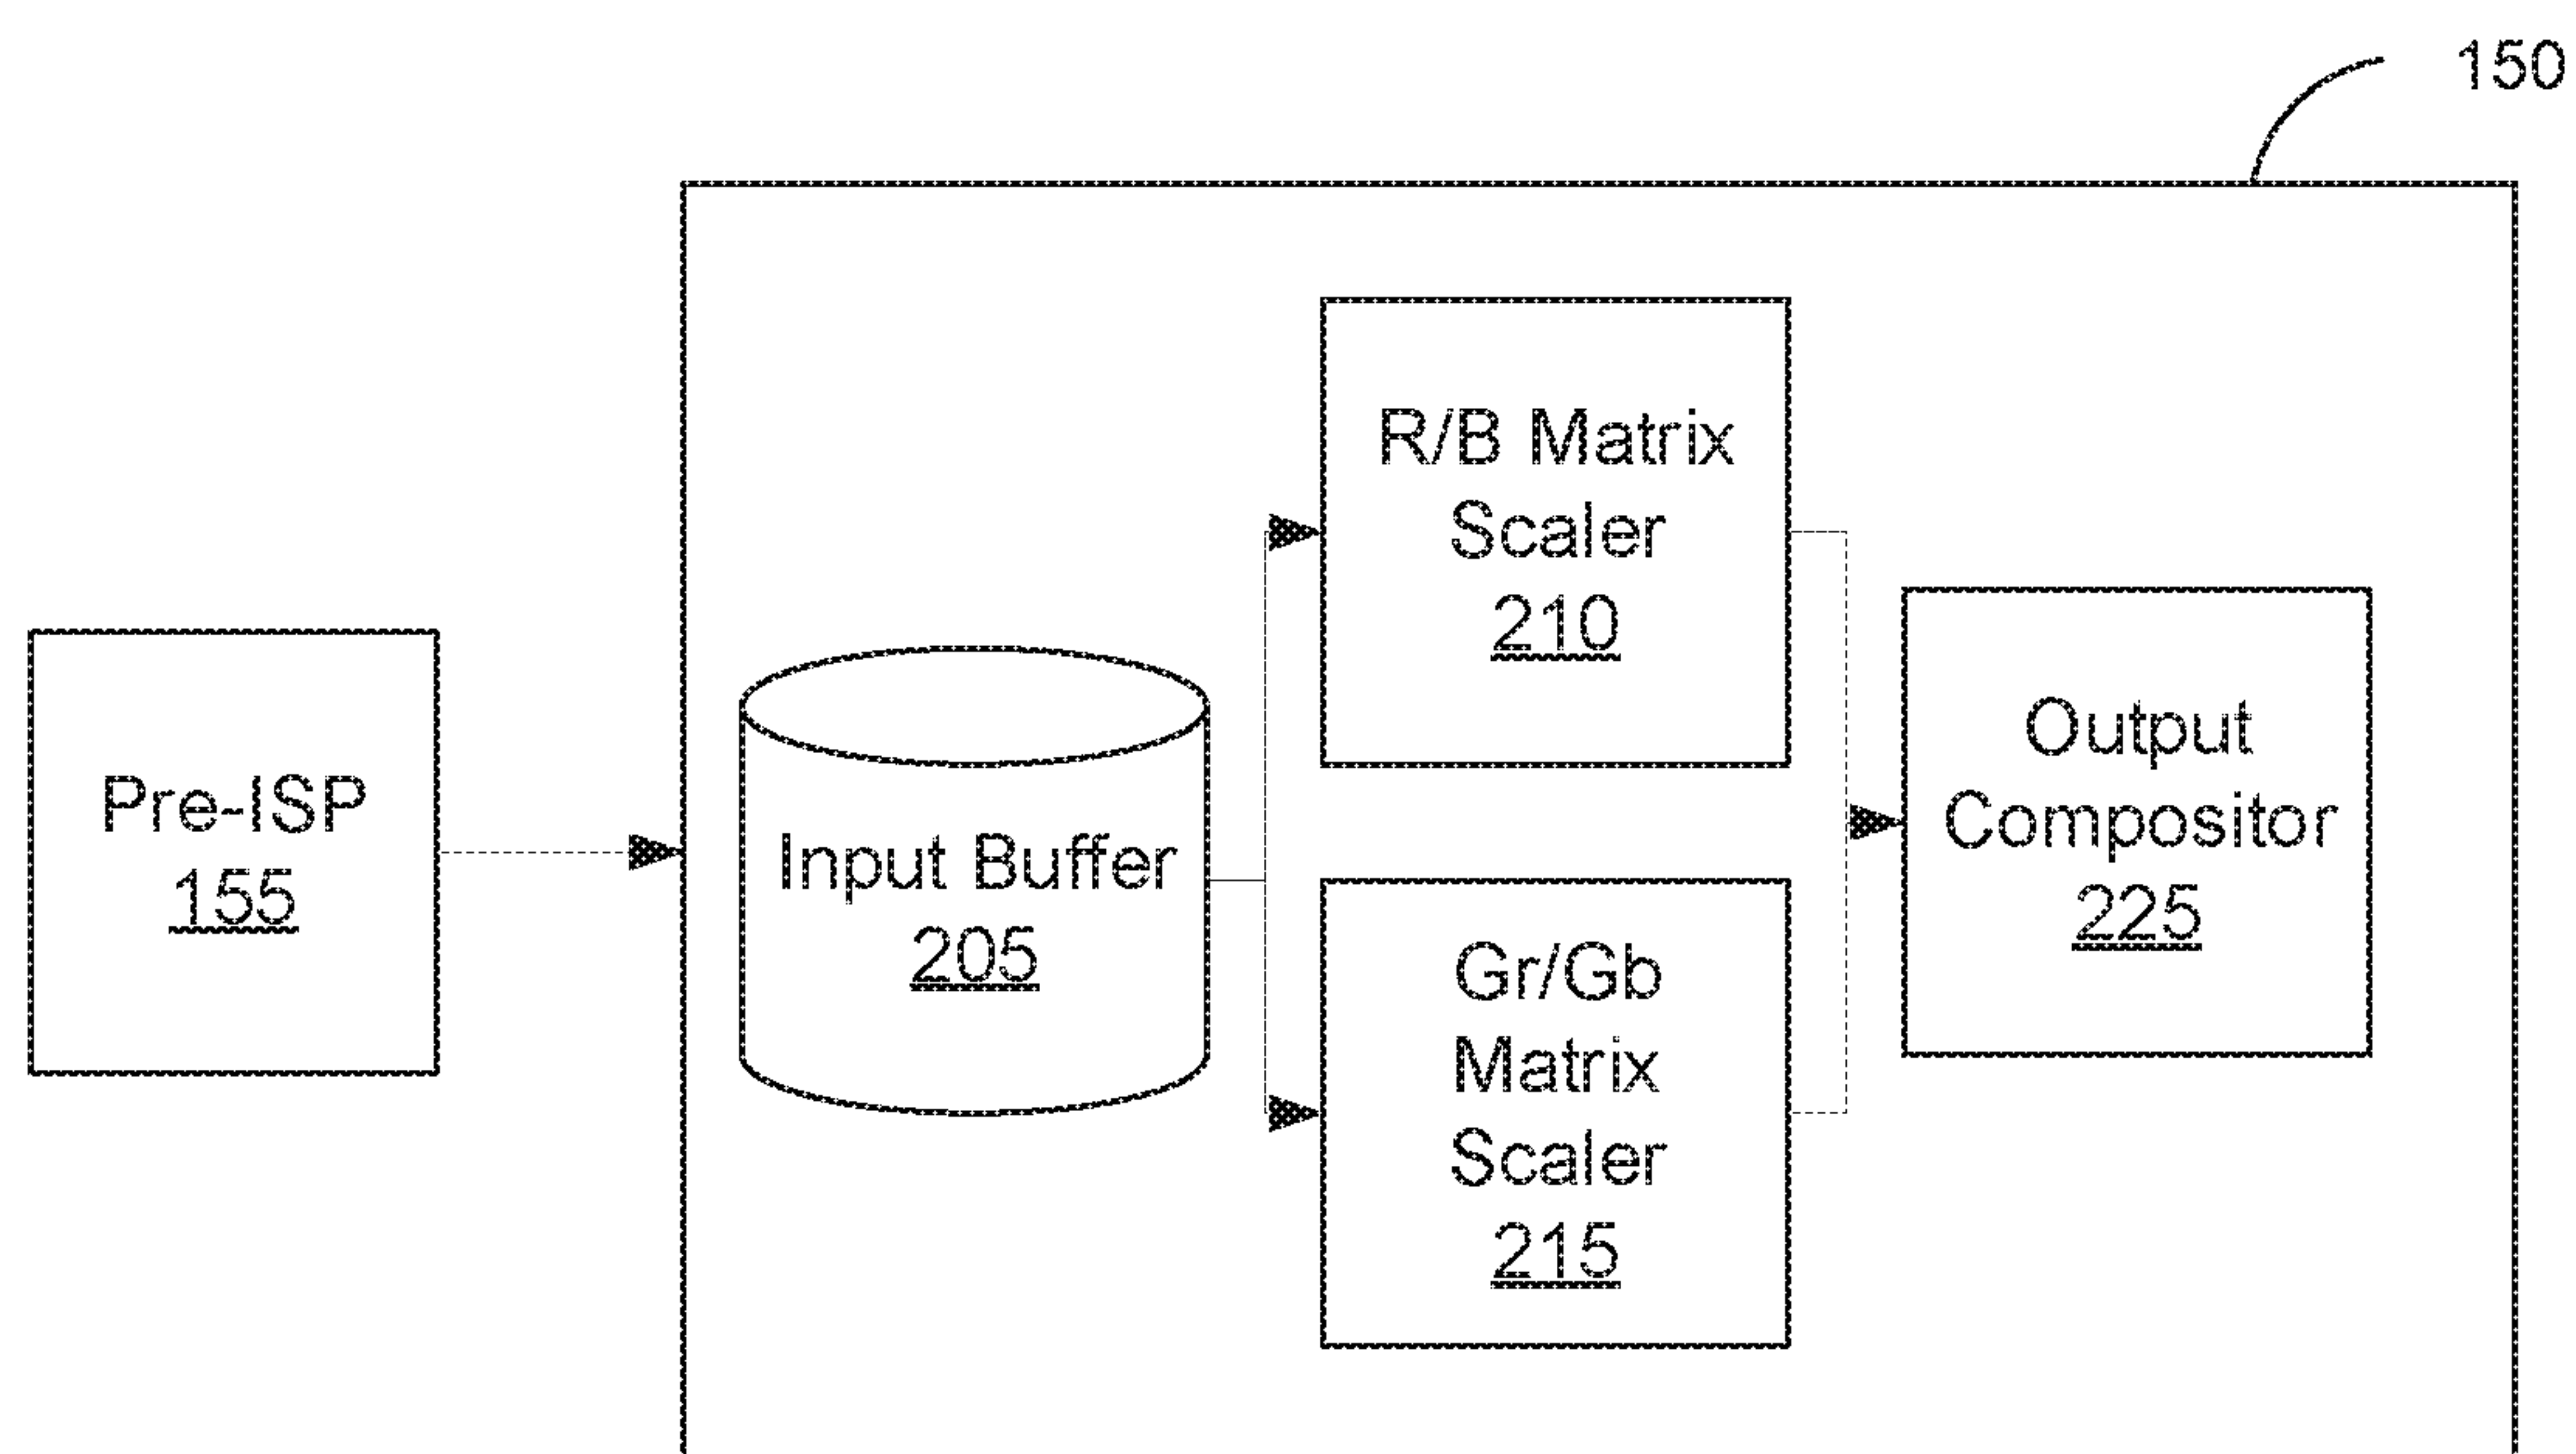 150
Pre-ISP
155
Input Buffer
205
R/B Matrix
Scaler
210
Gr/Gb
Matrix
Scaler
215
Output
Compositor
225